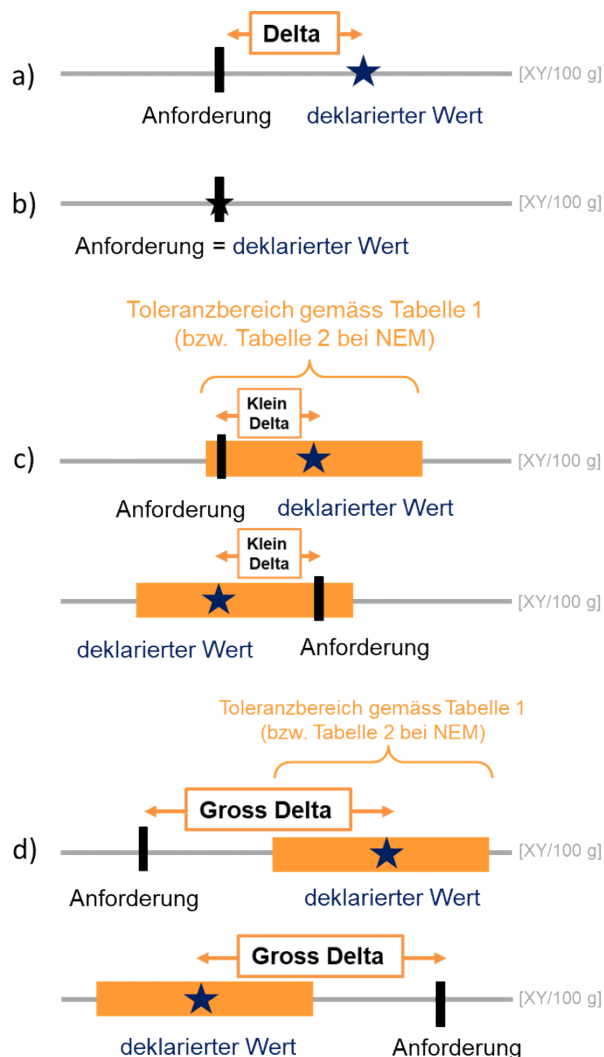 Delta
a)
[XY/100 g]
Anforderung
deklarierter Wert
b)
[XY/100 g]
Anforderung = deklarierter Wert
Toleranzbereich gemäss Tabelle 1
(bzw. Tabelle 2 bei NEM)
Klein
Delta
c)
[XY/100 g]
Anforderung
deklarierter Wert
Klein
Delta
[XY/100 g]
deklarierter Wert
Anforderung
Toleranzbereich gemäss Tabelle 1
(bzw. Tabelle 2 bei NEM)
Gross Delta
d)
[XY/100 g]
Anforderung
deklarierter Wert
Gross Delta
[XY/100 g]
deklarierter Wert
Anforderung